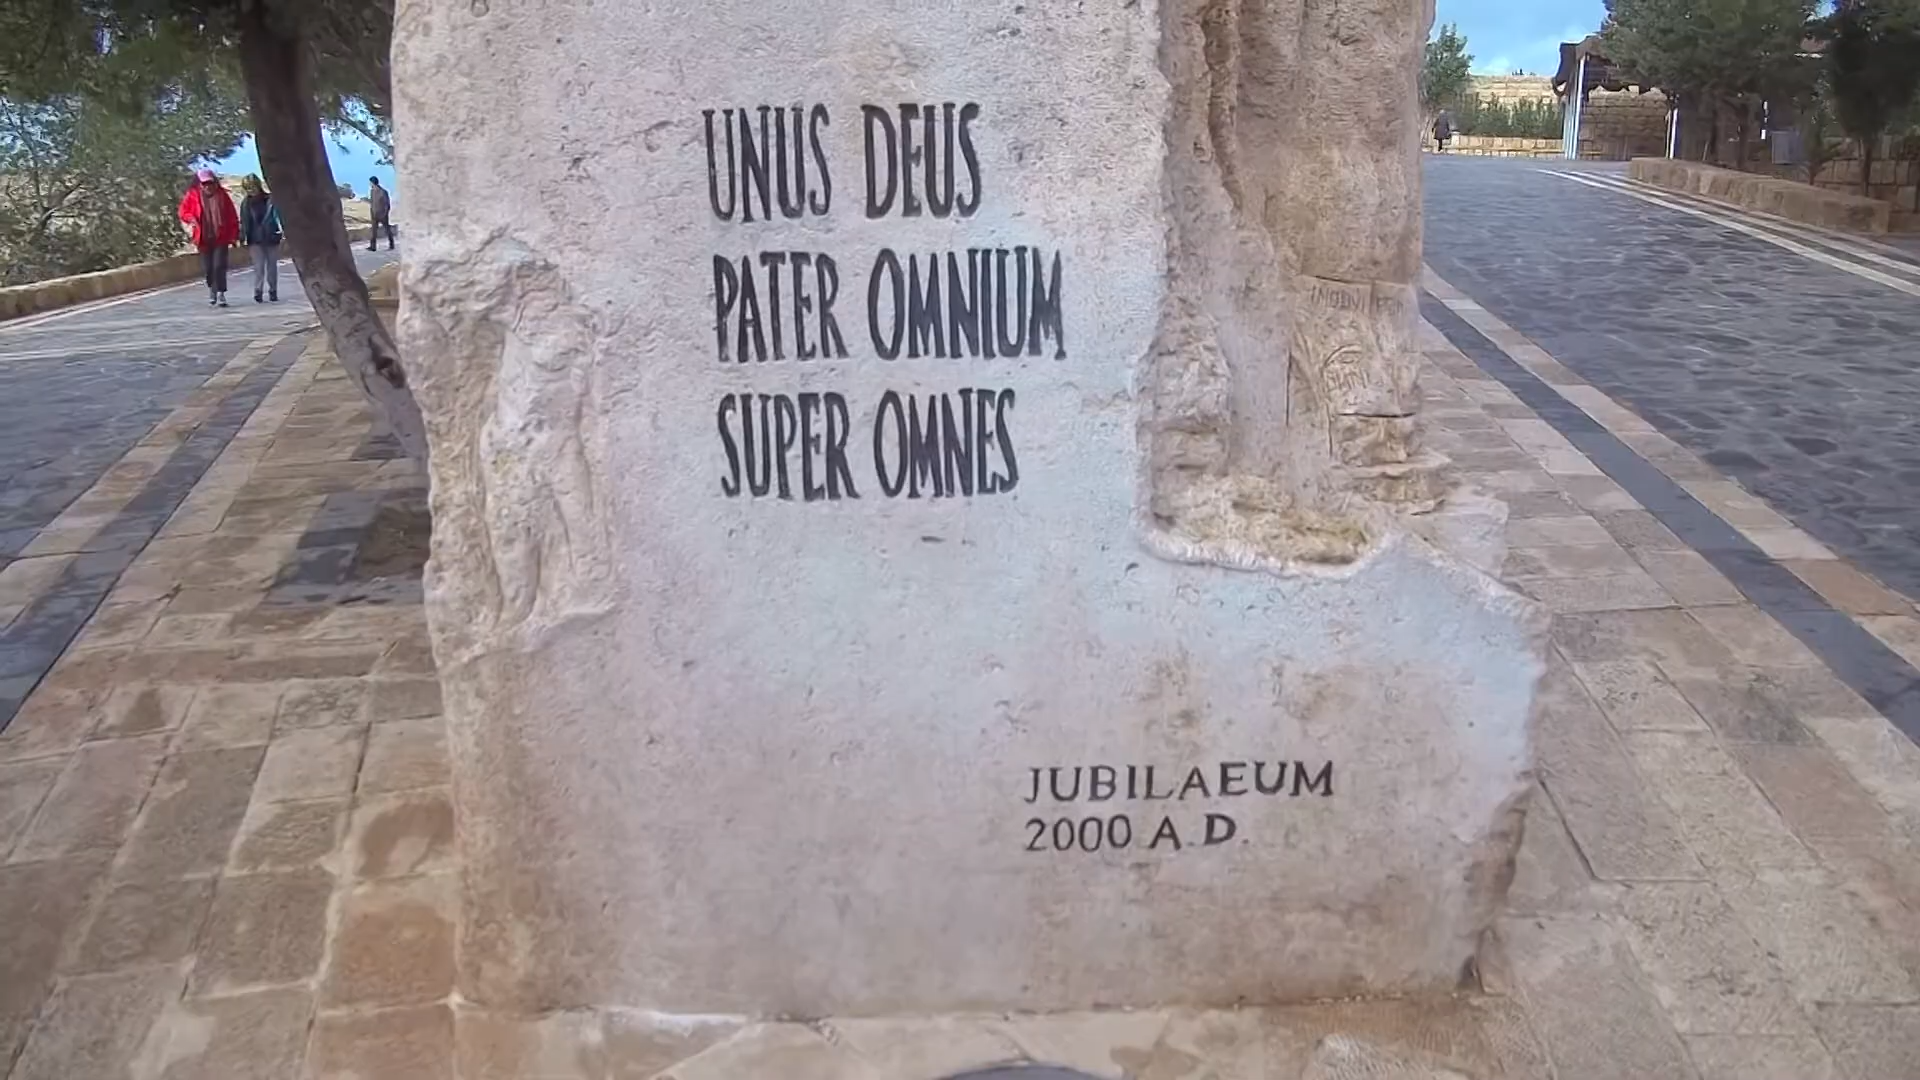 UNUS DEUS
PATER OMNIUM
SUPER OMNES
JUBILAEUM
2000 A.D.